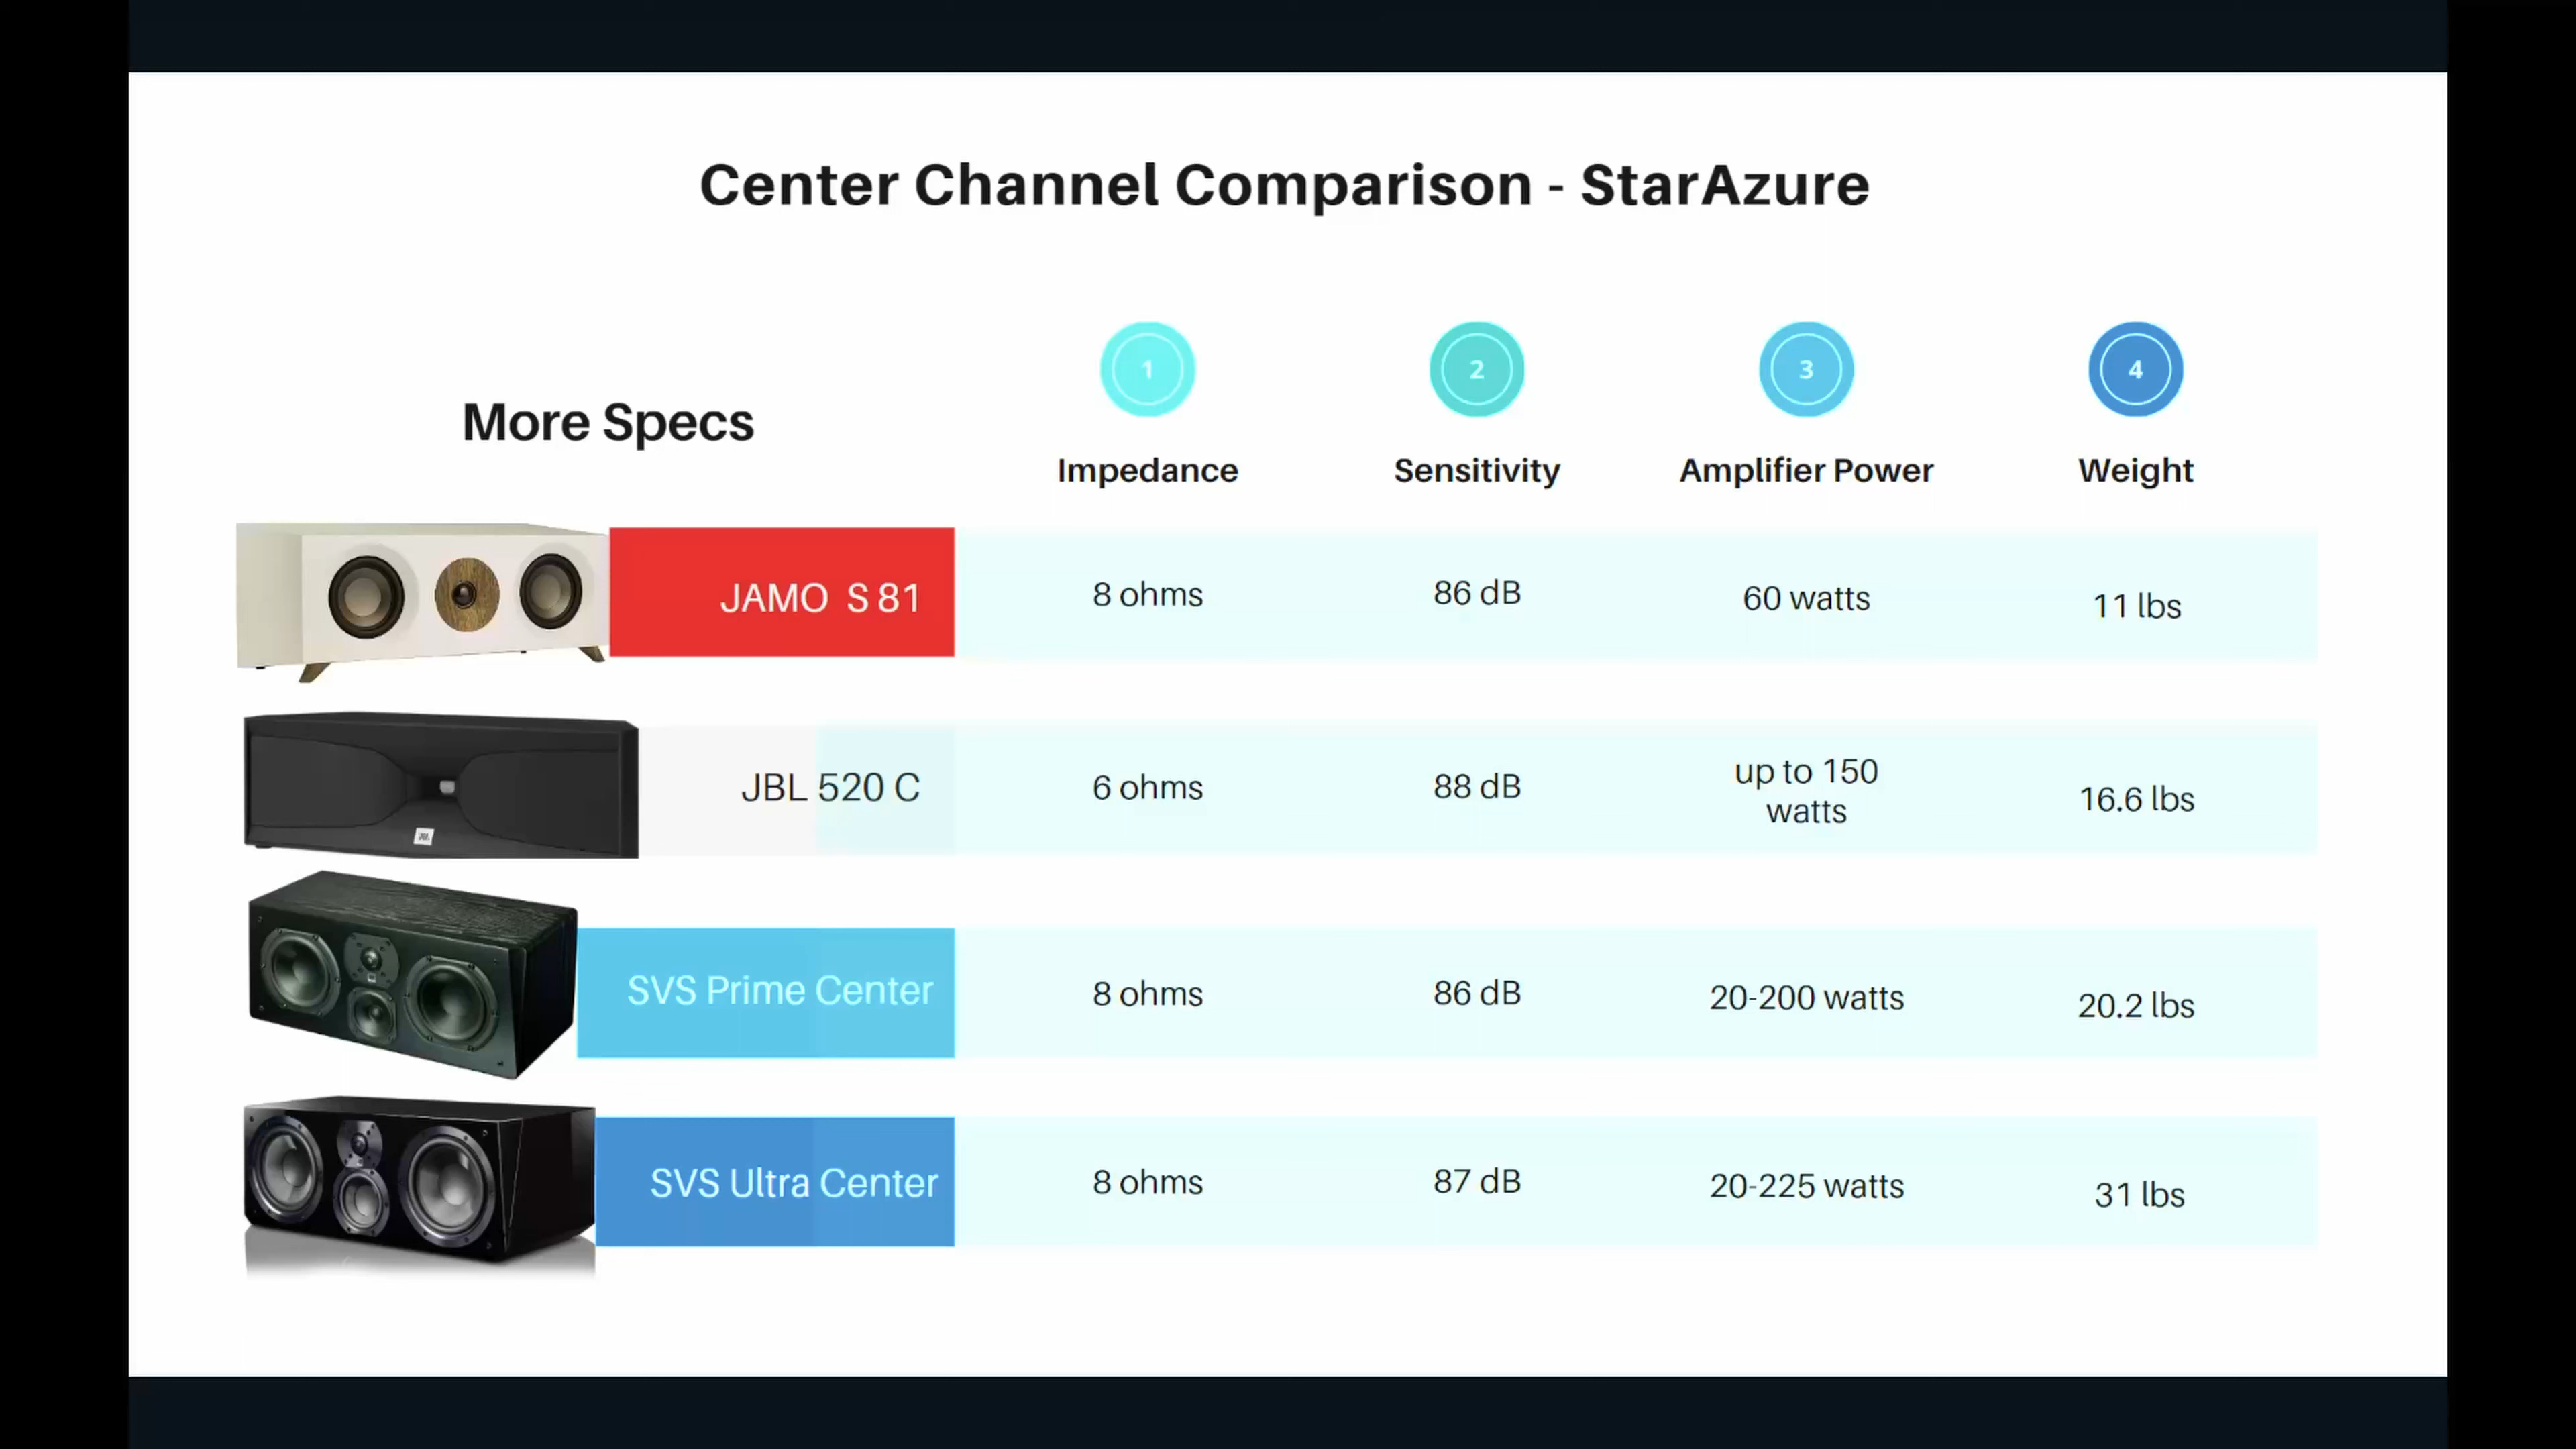 Center Channel Comparison - StarAzure
1
2
3
4
More Specs
Impedance
Sensitivity
Amplifier Power
Weight
JAMO S 81
8 ohms
86 dB
60 watts
11 lbs
JBL 520 C
6 ohms
88 dB
up to 150
watts
16.6 lbs
JBL
SVS Prime Center
8 ohms
86 dB
20-200 watts
20.2 lbs
SVS Ultra Center
8 ohms
87 dB
20-225 watts
31 lbs